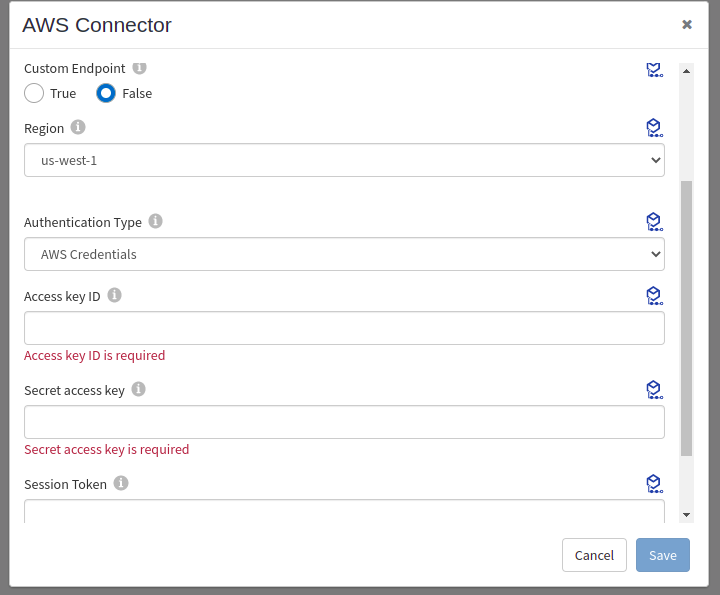 AWS Connector
Custom Endpoint
True False
Region
us-west-1
Authentication Type
AWS Credentials
Access key ID
Access key ID is required
Secret access key
Secret access key is required
Session Token
Cancel Save